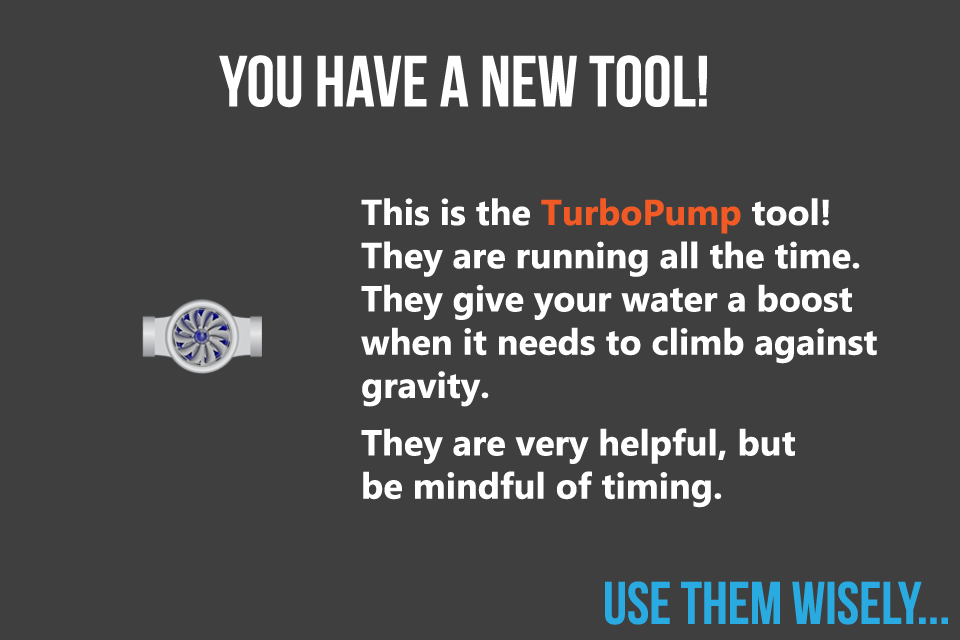 YOU HAVE A NEW TOOL!
This is the TurboPump tool!
They are running all the time.
They give your water a boost
when it needs to climb against
gravity.
They are very helpful, but
be mindful of timing.
USE THEM WISELY...